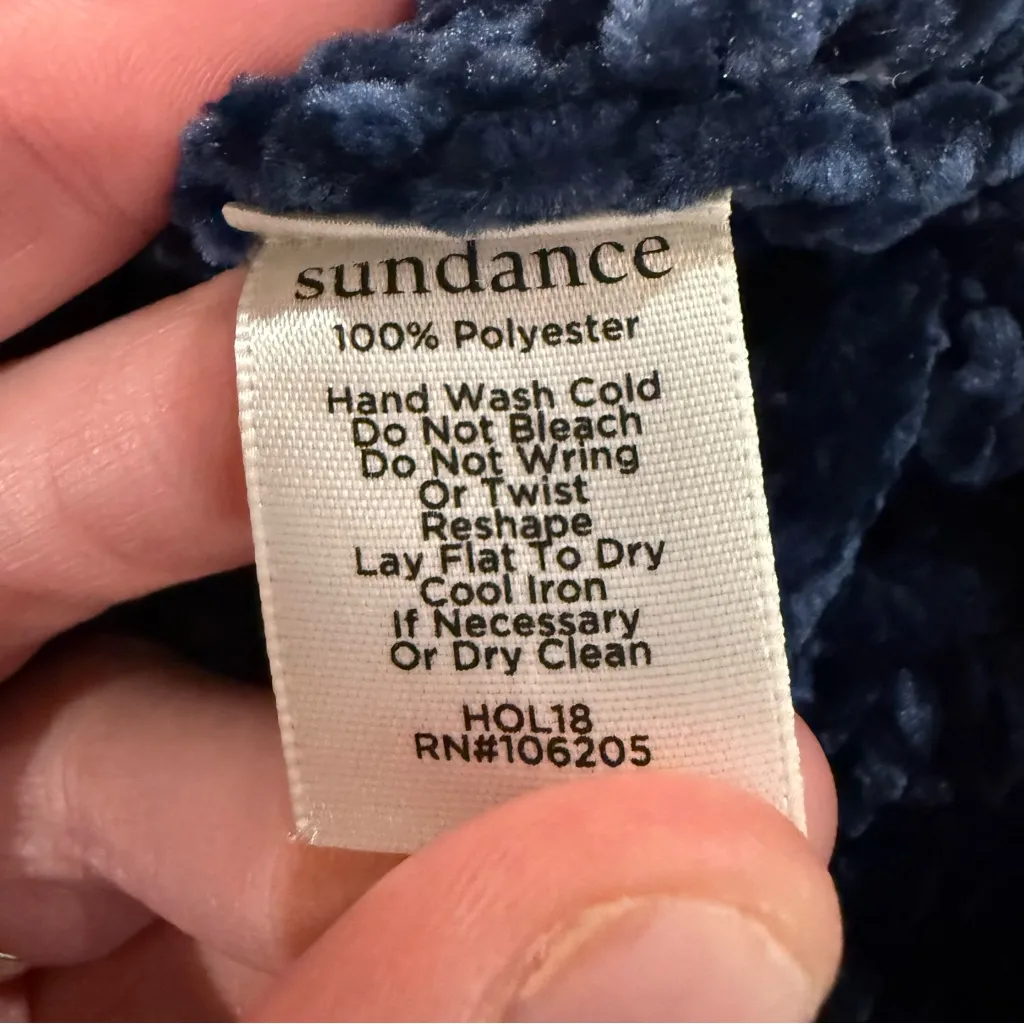 sundance
100% Polyester
Hand Wash Cold
Do Not Bleach
Do Not Wring
Or Twist
Reshape
Lay Flat To Dry
Cool Iron
If Necessary
Or Dry Clean
HOL18
RN#106205